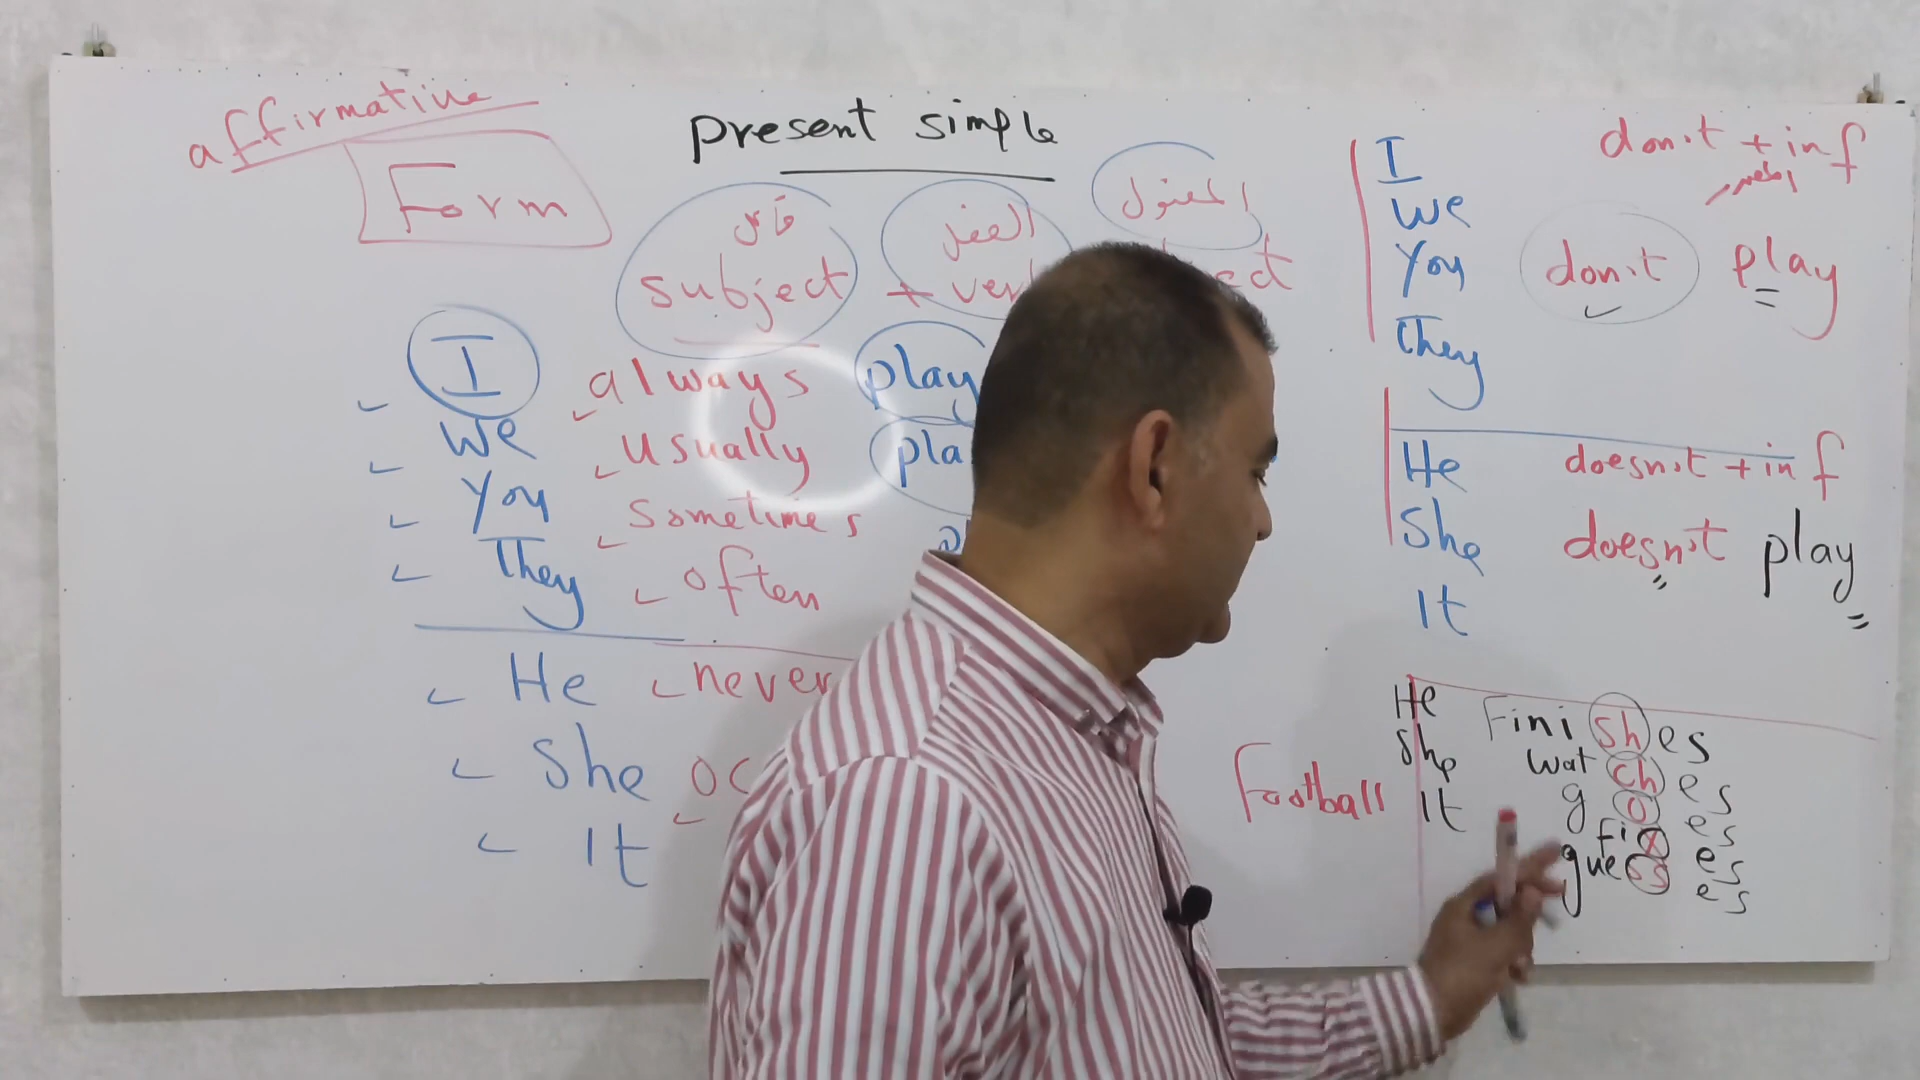 affirmative
Form
present simple
فاعل الفعل المفعول
subject + ver
I always play
We usually pla
You sometimes
They often
He never
She oc
It
Football
I don't + inf
We
You don't play
They
He doesn't + inf
She doesn't play
It
He Finishes
She watches
It goes
fixes
guesses